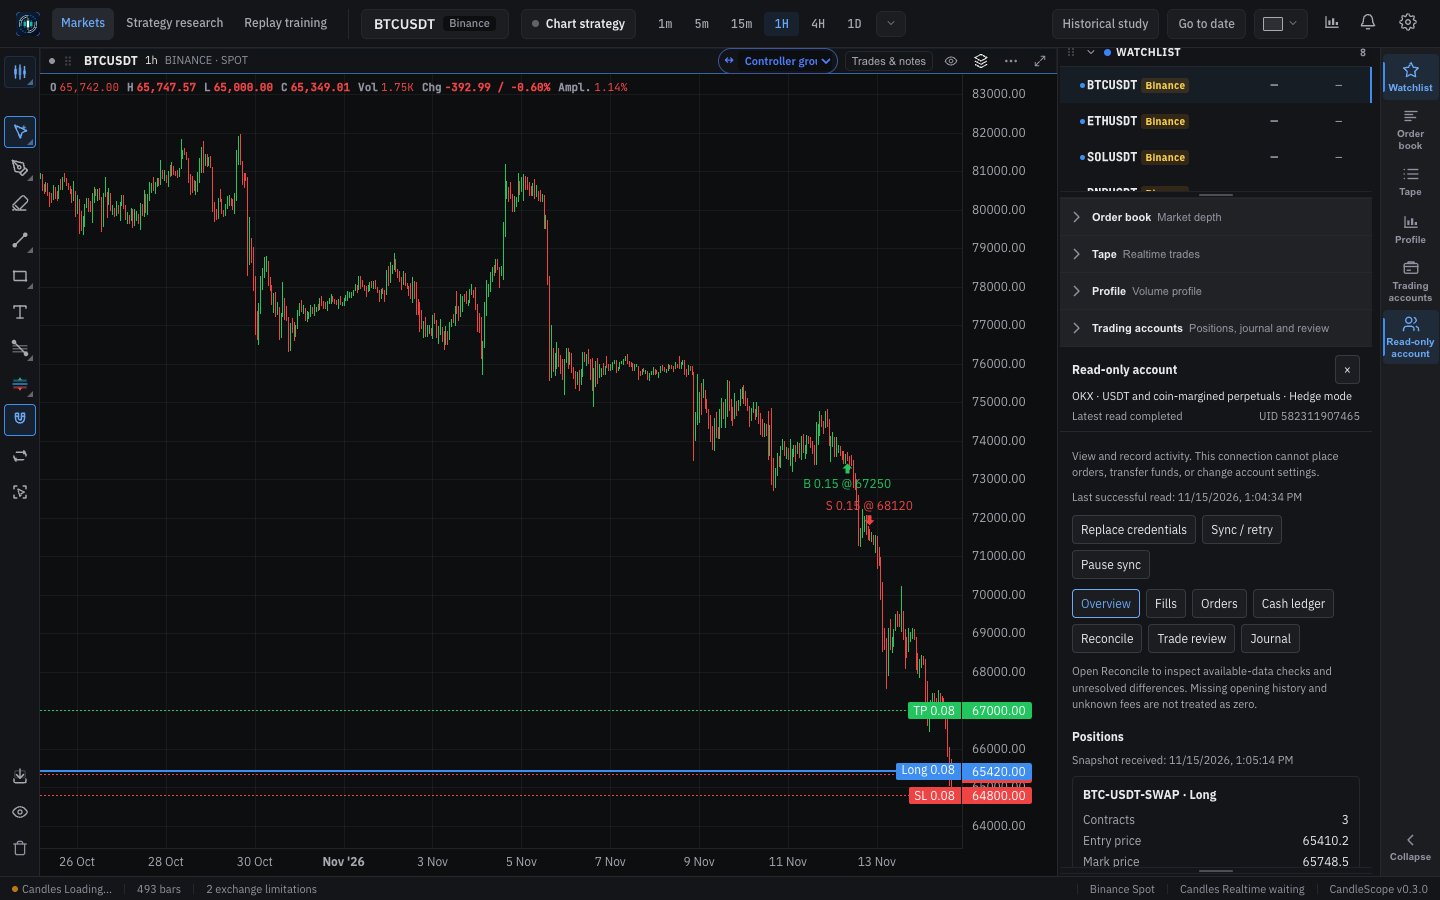 Markets Strategy research Replay training BTCUSDT Binance Chart strategy 1m 5m 15m 1H 4H 1D Historical study Go to date
BTCUSDT 1h BINANCE · SPOT Trades & notes
O 65,742.00 H 65,747.57 L 65,000.00 C 65,349.01 Vol 1.75K Chg -392.99 / -0.60% Ampl. 1.14%
83000.00
82000.00
81000.00
80000.00
79000.00
78000.00
77000.00
76000.00
75000.00
74000.00
73000.00
72000.00
71000.00
70000.00
69000.00
68000.00
66000.00
64000.00
B 0.15 @ 67250
S 0.15 @ 68120
TP 0.08 67000.00
Long 0.08 65420.00
SL 0.08 64800.00
26 Oct 28 Oct 30 Oct Nov '26 3 Nov 5 Nov 7 Nov 9 Nov 11 Nov 13 Nov
WATCHLIST 8
BTCUSDT Binance — —
ETHUSDT Binance — —
SOLUSDT Binance — —
Order book Market depth
Tape Realtime trades
Profile Volume profile
Trading accounts Positions, journal and review
Read-only account ×
OKX · USDT and coin-margined perpetuals · Hedge mode
Latest read completed UID 582311907465
View and record activity. This connection cannot place
orders, transfer funds, or change account settings.
Last successful read: 11/15/2026, 1:04:34 PM
Replace credentials Sync / retry
Pause sync
Overview Fills Orders Cash ledger
Reconcile Trade review Journal
Open Reconcile to inspect available-data checks and
unresolved differences. Missing opening history and
unknown fees are not treated as zero.
Positions
Snapshot received: 11/15/2026, 1:05:14 PM
BTC-USDT-SWAP · Long
Contracts 3
Entry price 65410.2
Mark price 65748.5
Watchlist
Order
book
Tape
Profile
Trading
accounts
Read-only
account
Collapse
Candles Loading... 493 bars 2 exchange limitations Binance Spot Candles Realtime waiting CandleScope v0.3.0